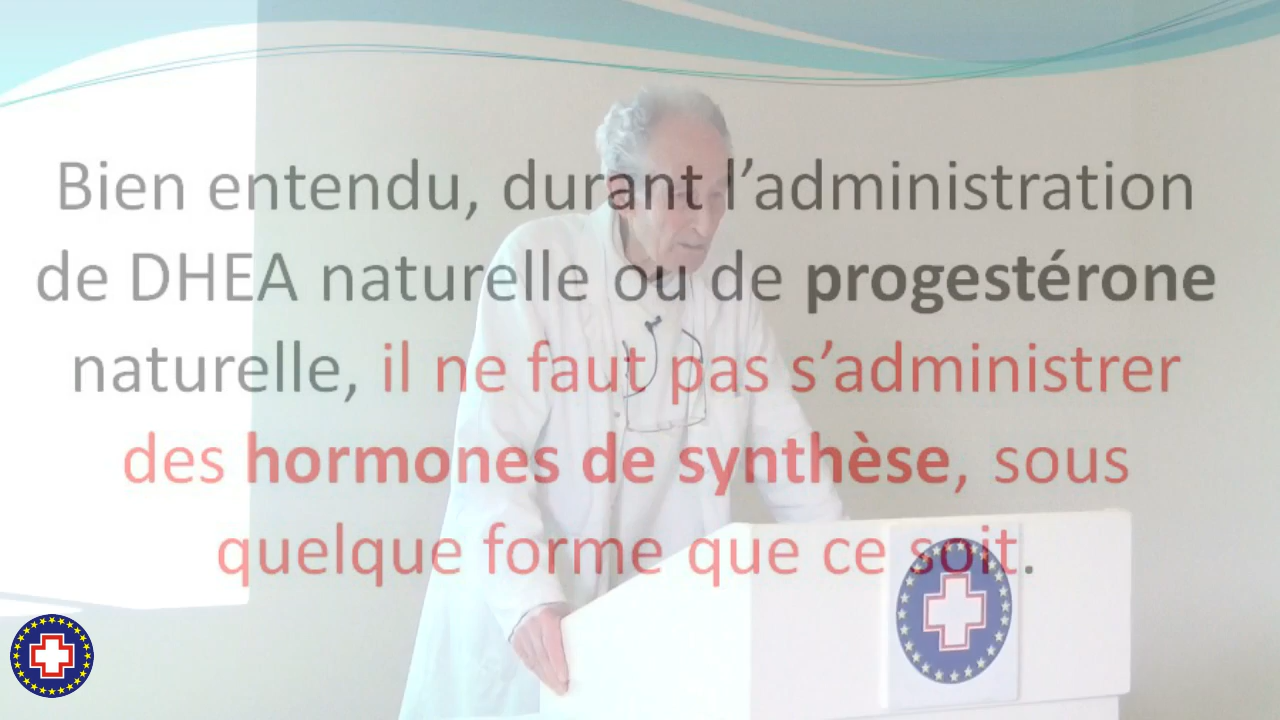 Bien entendu, durant l’administration
de DHEA naturelle ou de progestérone
naturelle, il ne faut pas s’administrer
des hormones de synthèse, sous
quelque forme que ce soit.